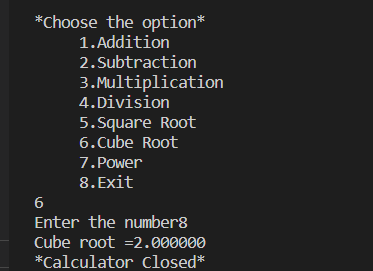 *Choose the option*
1.Addition
2.Subtraction
3.Multiplication
4.Division
5.Square Root
6.Cube Root
7.Power
8.Exit
6
Enter the number8
Cube root =2.000000
*Calculator Closed*